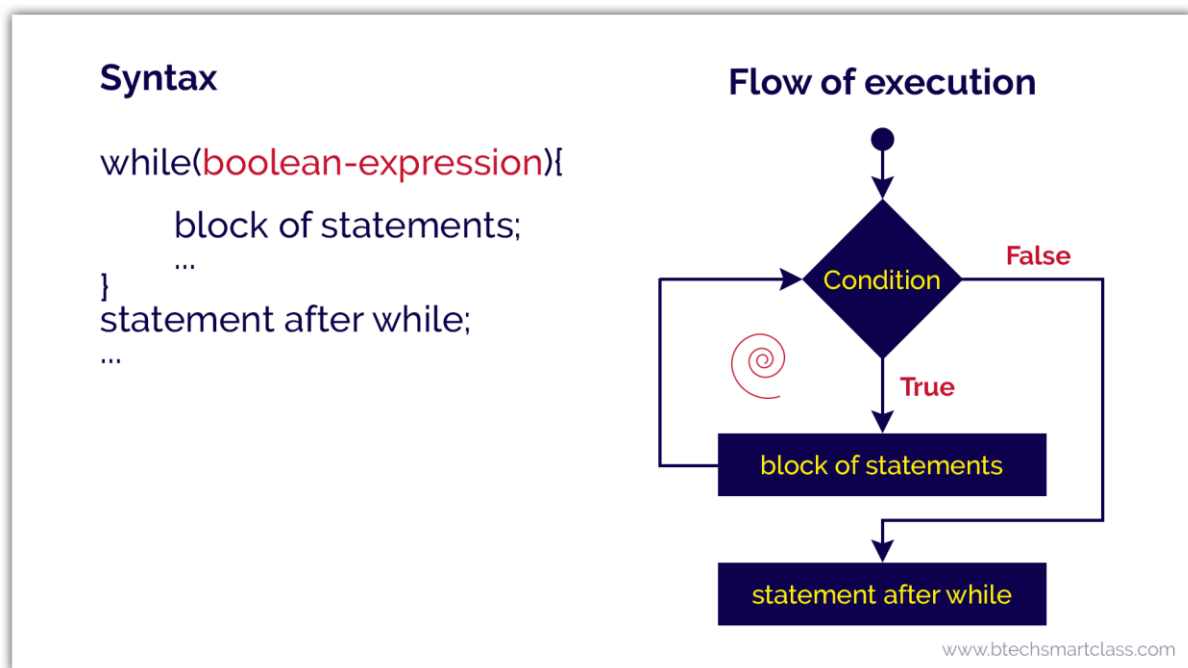 Syntax
while(boolean-expression){
block of statements;
...
}
statement after while;
...
Flow of execution
Condition
False
True
block of statements
statement after while
www.btechsmartclass.com